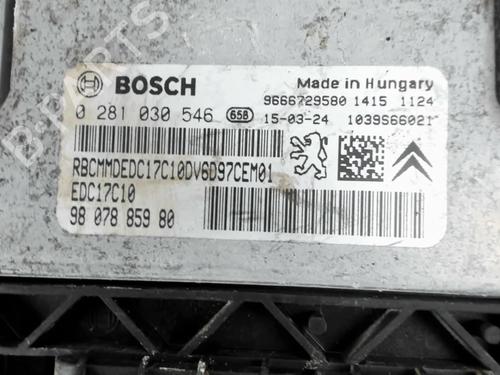 B-PARTS
BOSCH
Made in Hungary
0 281 030 546 658
9666729580 1415 1124
15-03-24 1039S66021
RBCMMDEDC17C10DV6D97CEM01
EDC17C10
98 078 859 80